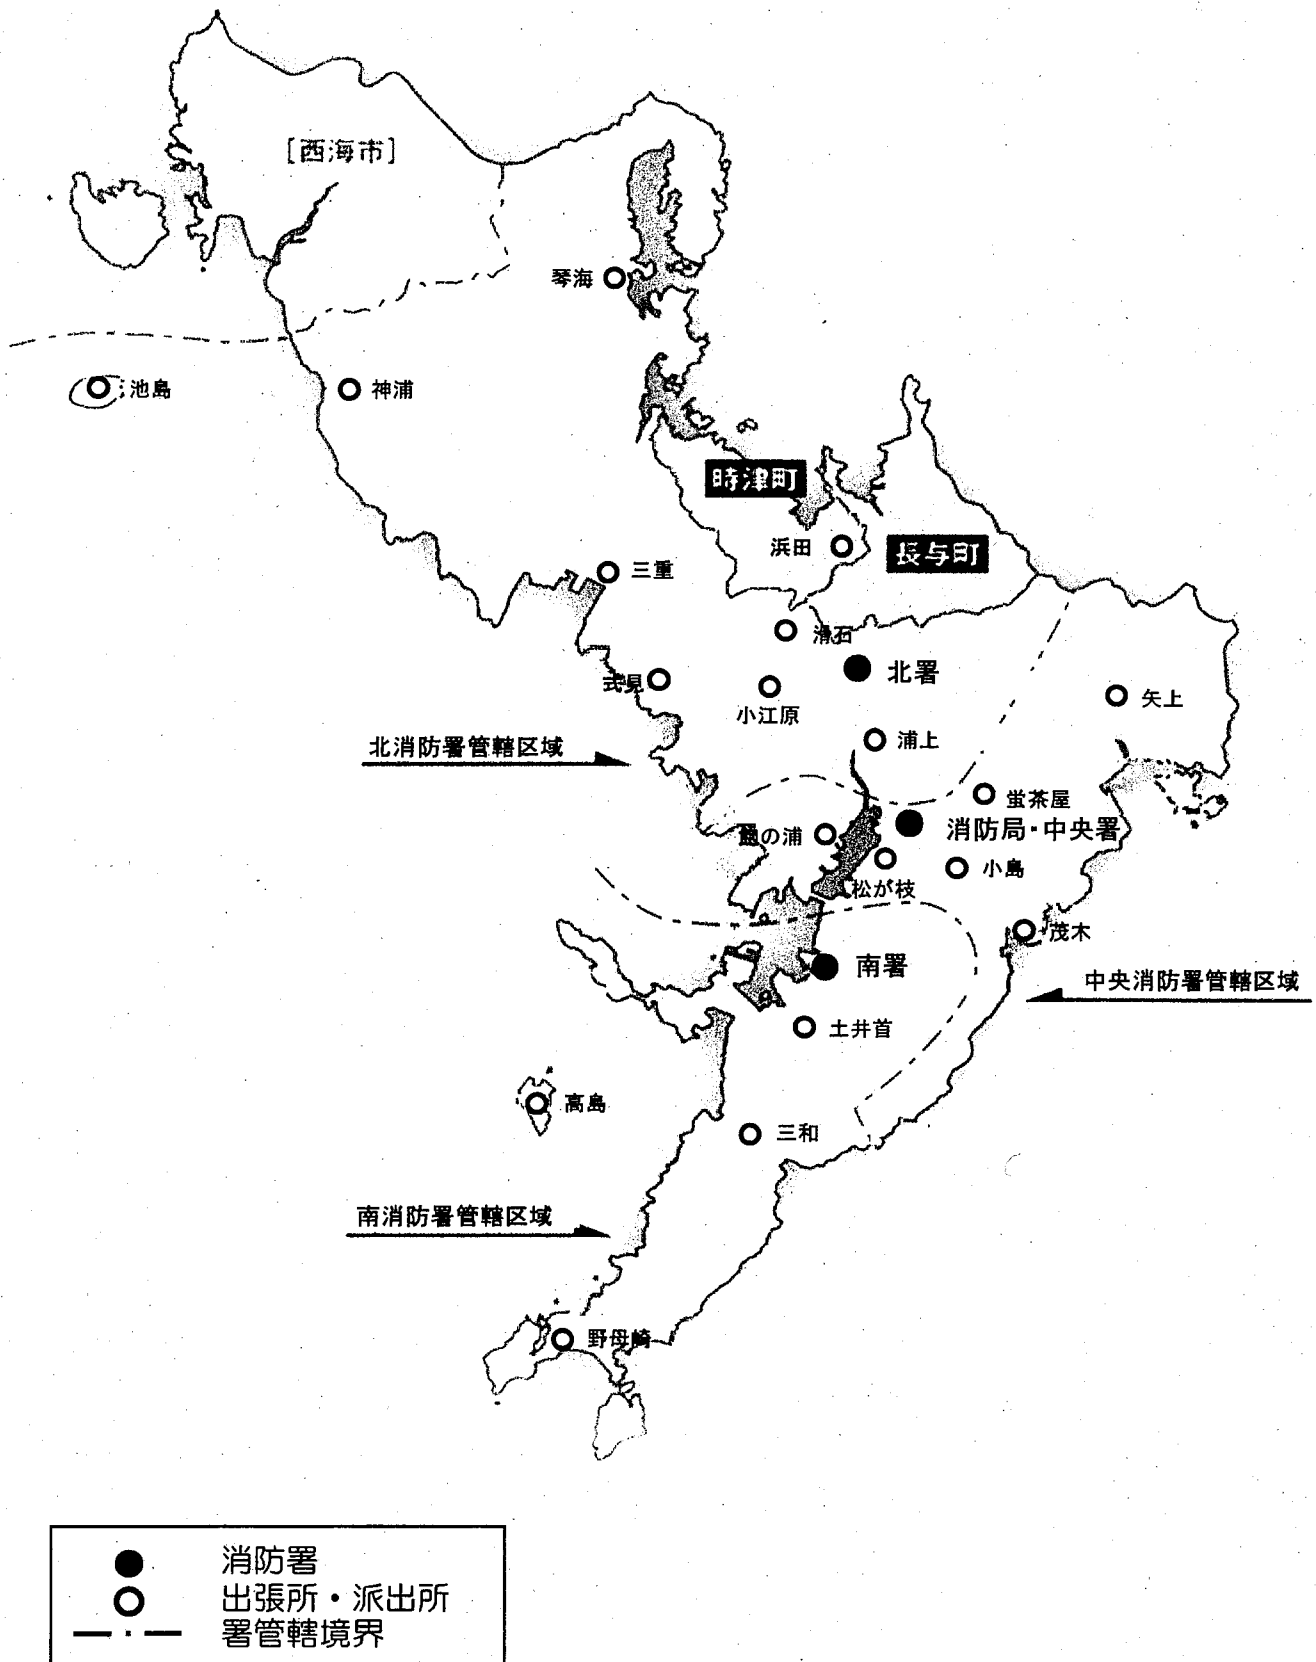 [西海市]
琴海
池島
神浦
時津町
浜田
長与町
三重
滑石
北署
式見
小江原
矢上
浦上
北消防署管轄区域
蛍茶屋
消防局・中央署
の浦
小島
松が枝
茂木
南署
中央消防署管轄区域
土井首
高島
三和
南消防署管轄区域
野母崎
消防署
出張所・派出所
署管轄境界